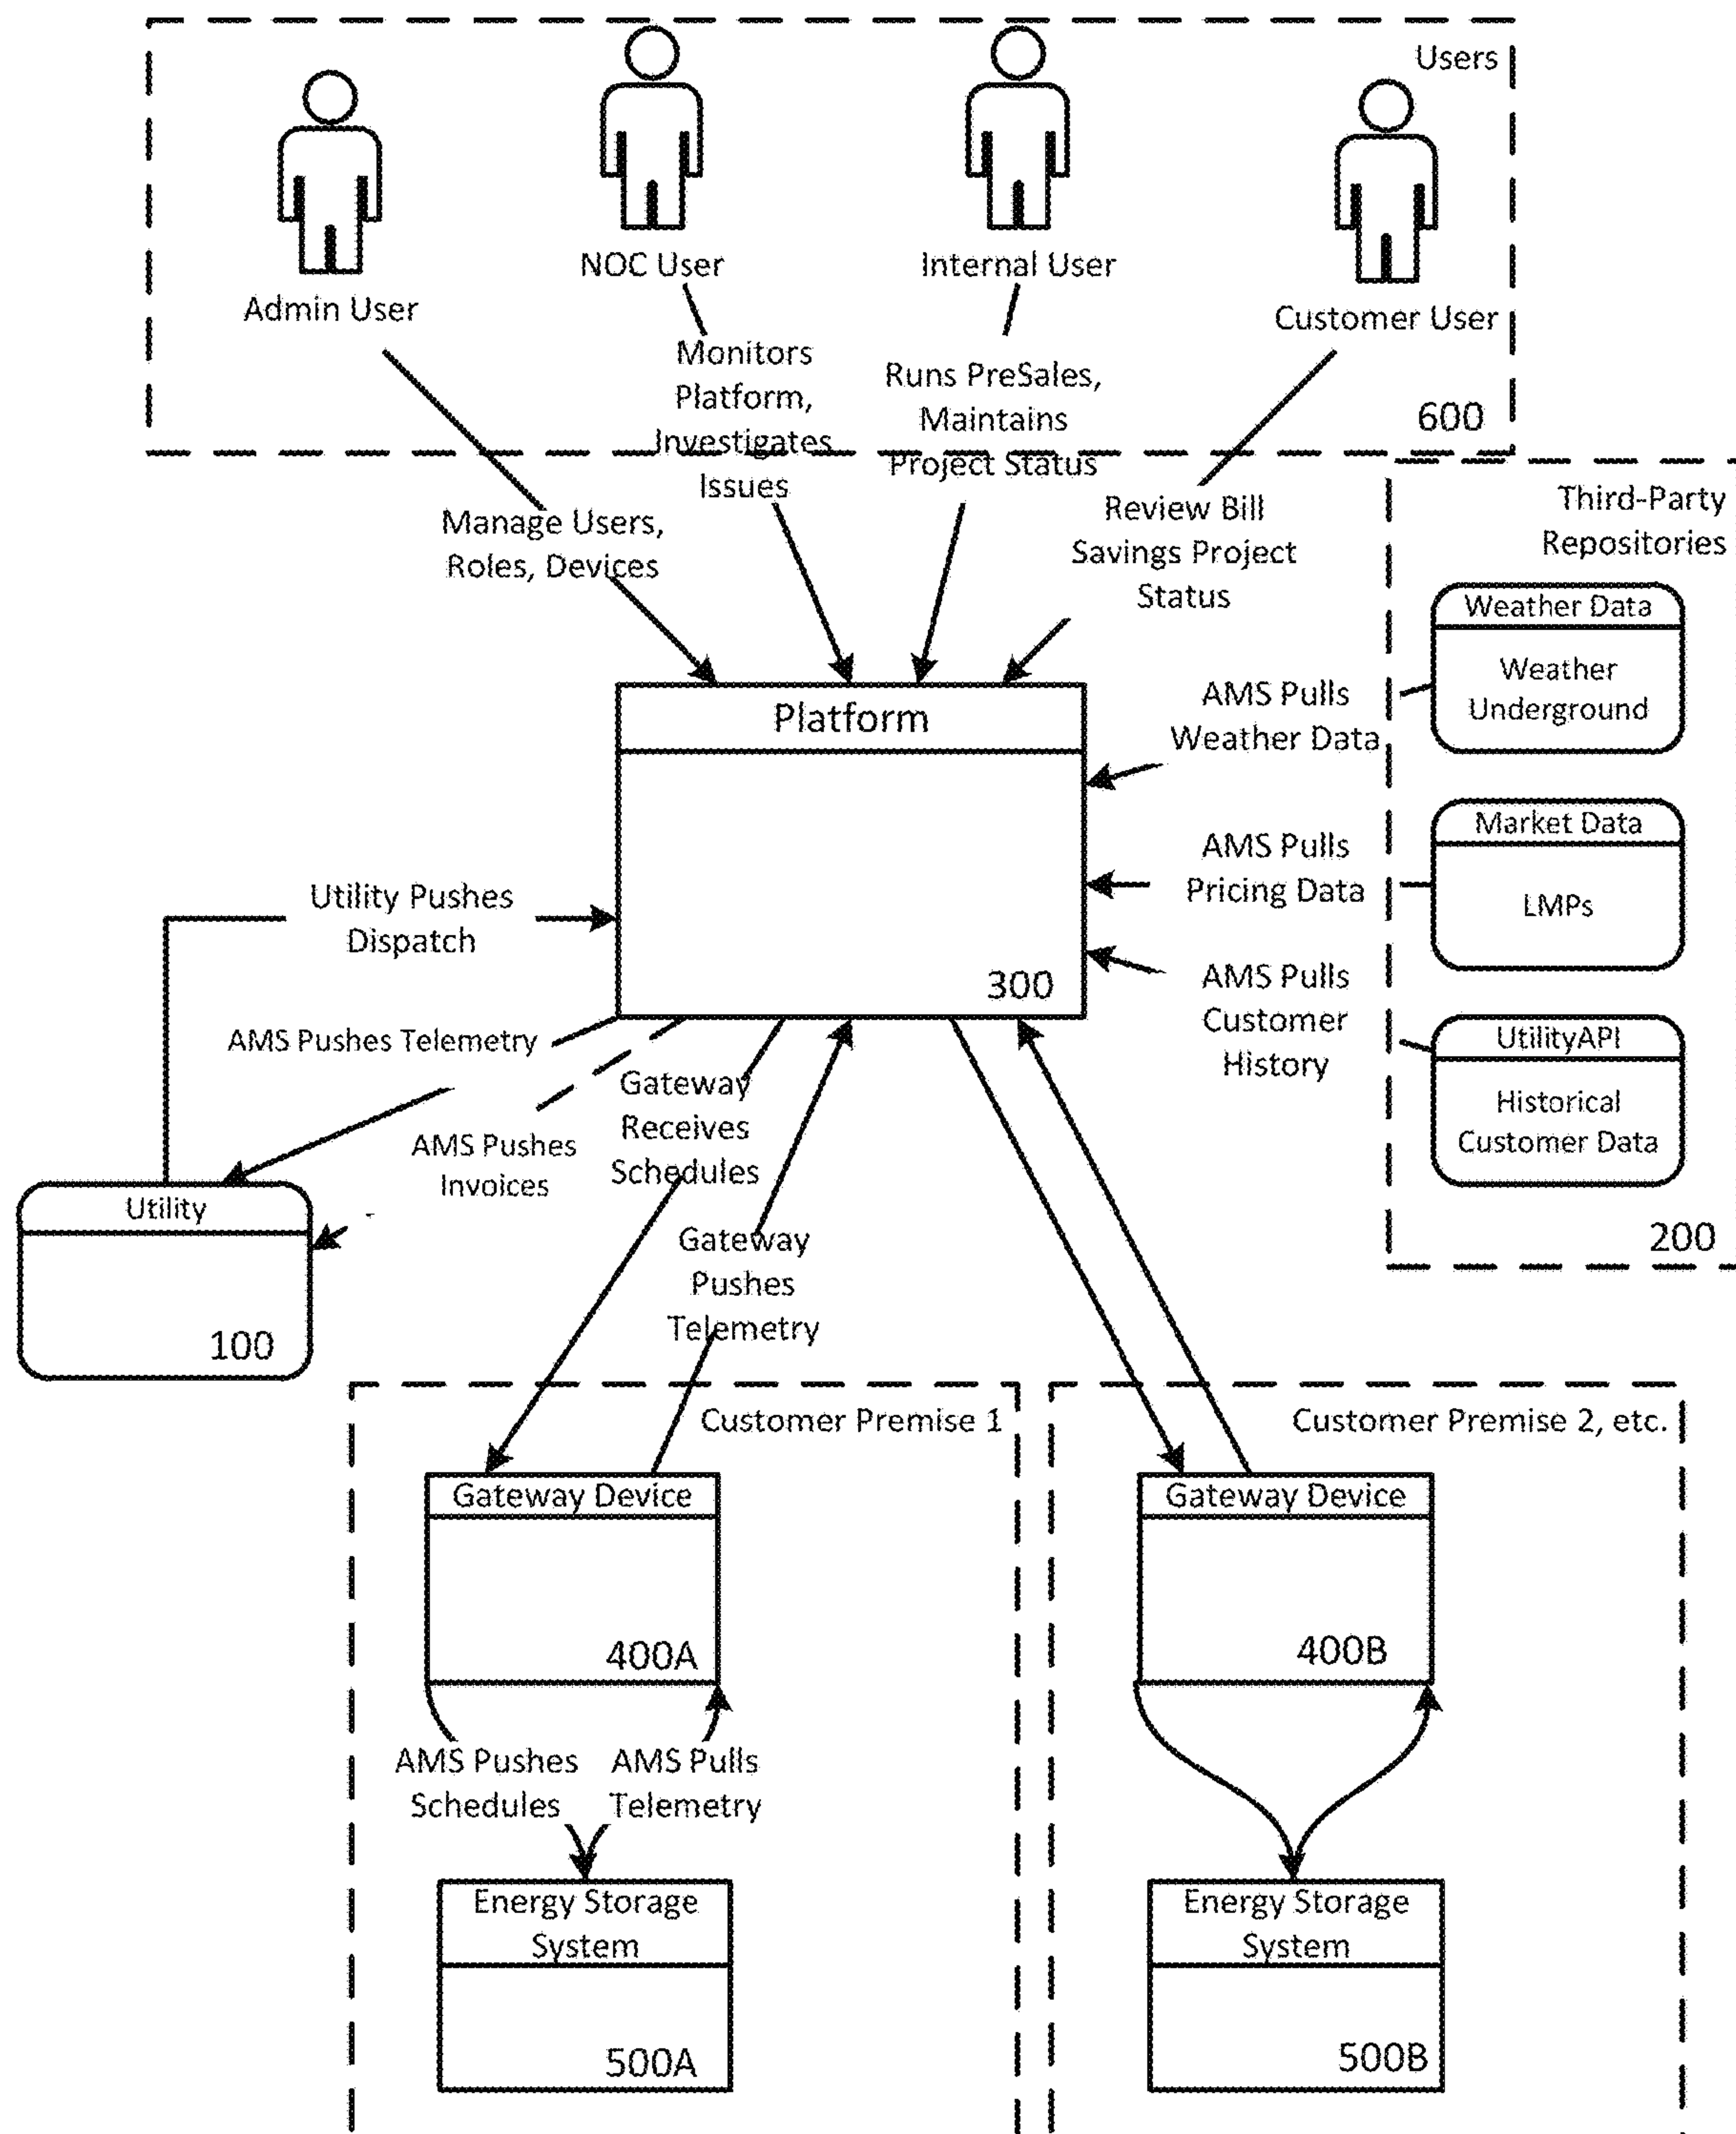 Users
Admin User
NOC User
Internal User
Customer User
600
Monitors
Platform,
Investigates
Issues
Runs PreSales,
Maintains
Project Status
Manage Users,
Roles, Devices
Review Bill
Savings Project
Status
Third-Party
Repositories
Weather Data
Weather
Underground
Market Data
LMPs
UtilityAPI
Historical
Customer Data
200
AMS Pulls
Weather Data
AMS Pulls
Pricing Data
AMS Pulls
Customer
History
Platform
300
Utility Pushes
Dispatch
AMS Pushes Telemetry
AMS Pushes
Invoices
Utility
100
Gateway
Receives
Schedules
Gateway
Pushes
Telemetry
Customer Premise 1
Gateway Device
400A
AMS Pushes
Schedules
AMS Pulls
Telemetry
Energy Storage
System
500A
Customer Premise 2, etc.
Gateway Device
400B
Energy Storage
System
500B